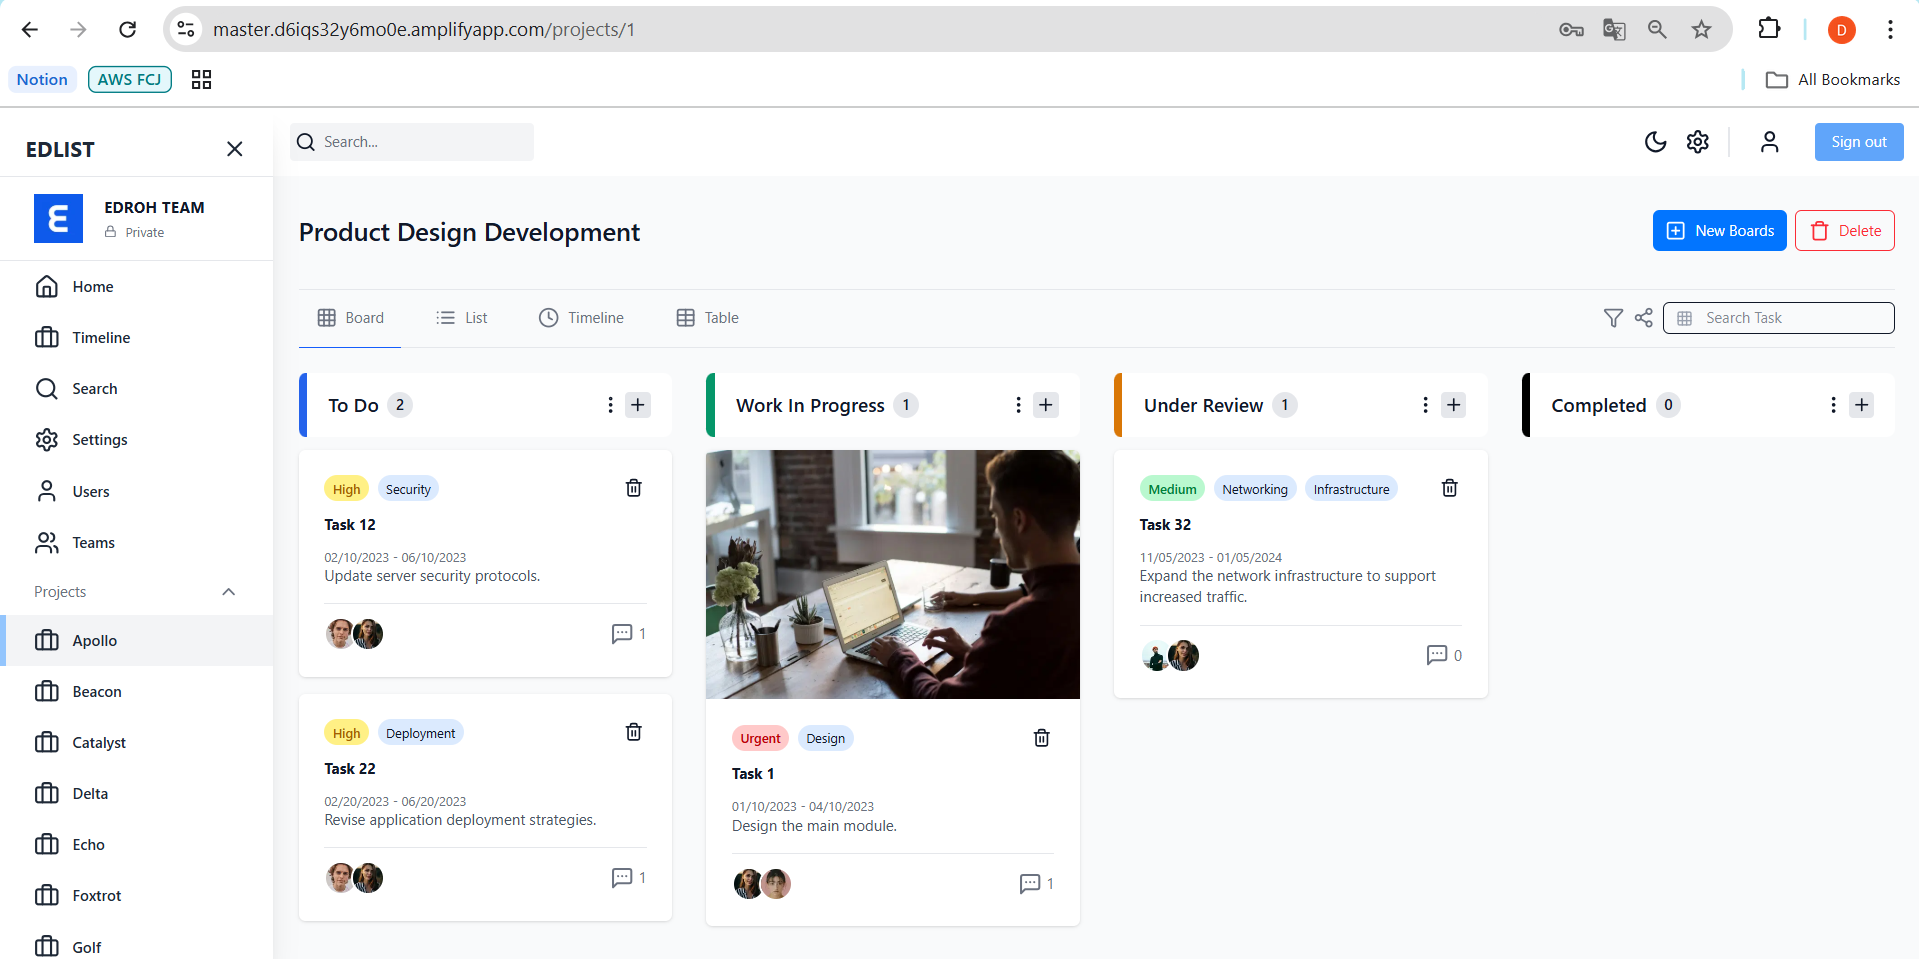 master.d6iqs32y6mo0e.amplifyapp.com/projects/1
D
Notion
AWS FCJ
All Bookmarks
EDLIST
Search...
Sign out
EDROH TEAM
Private
Home
Timeline
Search
Settings
Users
Teams
Projects
Apollo
Beacon
Catalyst
Delta
Echo
Foxtrot
Golf
Product Design Development
New Boards
Delete
Board
List
Timeline
Table
Search Task
To Do 2
High Security
Task 12
02/10/2023 - 06/10/2023
Update server security protocols.
1
High Deployment
Task 22
02/20/2023 - 06/20/2023
Revise application deployment strategies.
1
Work In Progress 1
Urgent Design
Task 1
01/10/2023 - 04/10/2023
Design the main module.
1
Under Review 1
Medium Networking Infrastructure
Task 32
11/05/2023 - 01/05/2024
Expand the network infrastructure to support
increased traffic.
0
Completed 0